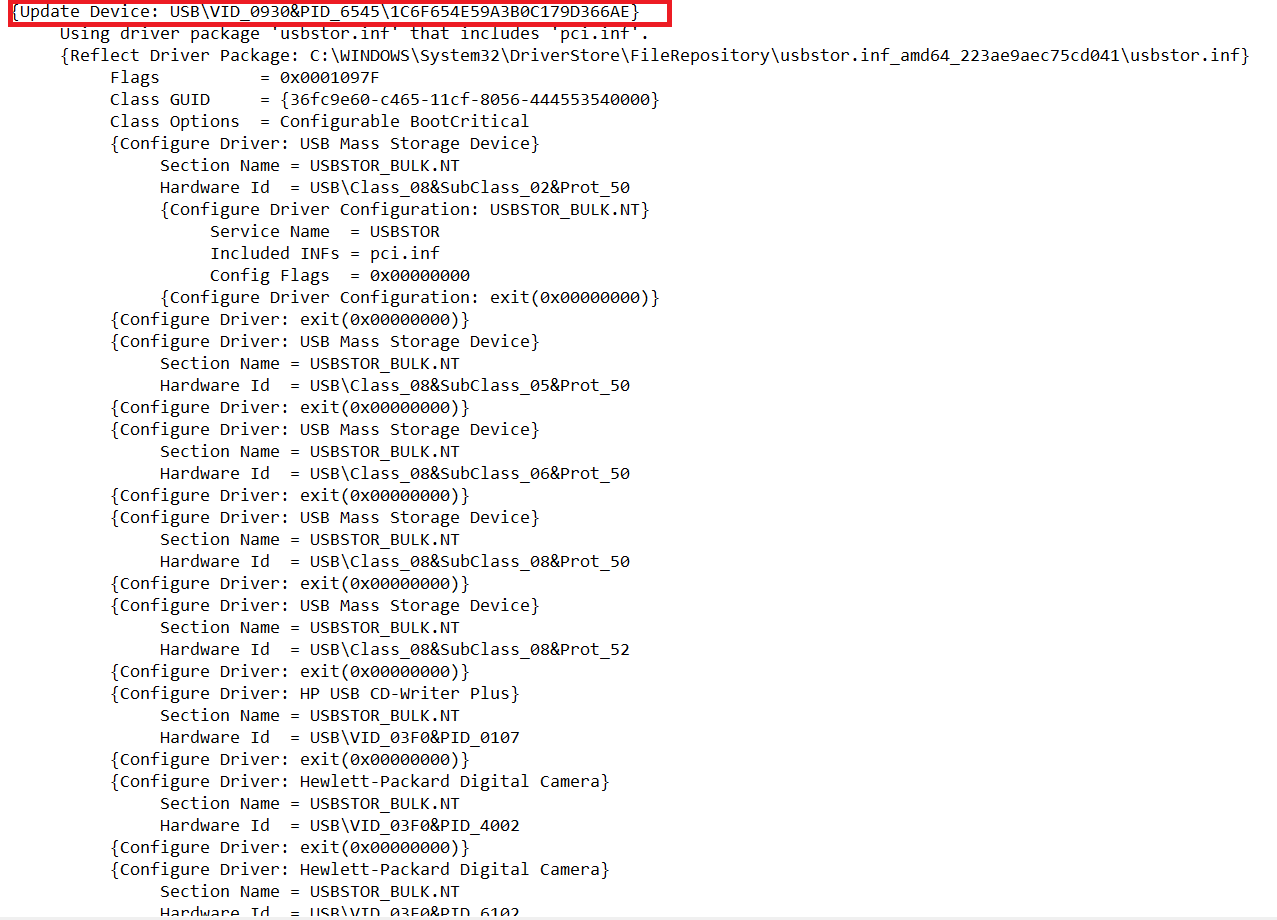 {Update Device: USB\VID_0930&PID_6545\1C6F654E59A3B0C179D366AE}
Using driver package 'usbstor.inf' that includes 'pci.inf'.
{Reflect Driver Package: C:\WINDOWS\System32\DriverStore\FileRepository\usbstor.inf_amd64_223ae9aec75cd041\usbstor.inf}
Flags = 0x0001097F
Class GUID = {36fc9e60-c465-11cf-8056-444553540000}
Class Options = Configurable BootCritical
{Configure Driver: USB Mass Storage Device}
Section Name = USBSTOR_BULK.NT
Hardware Id = USB\Class_08&SubClass_02&Prot_50
{Configure Driver Configuration: USBSTOR_BULK.NT}
Service Name = USBSTOR
Included INFs = pci.inf
Config Flags = 0x00000000
{Configure Driver Configuration: exit(0x00000000)}
{Configure Driver: exit(0x00000000)}
{Configure Driver: USB Mass Storage Device}
Section Name = USBSTOR_BULK.NT
Hardware Id = USB\Class_08&SubClass_05&Prot_50
{Configure Driver: exit(0x00000000)}
{Configure Driver: USB Mass Storage Device}
Section Name = USBSTOR_BULK.NT
Hardware Id = USB\Class_08&SubClass_06&Prot_50
{Configure Driver: exit(0x00000000)}
{Configure Driver: USB Mass Storage Device}
Section Name = USBSTOR_BULK.NT
Hardware Id = USB\Class_08&SubClass_08&Prot_50
{Configure Driver: exit(0x00000000)}
{Configure Driver: USB Mass Storage Device}
Section Name = USBSTOR_BULK.NT
Hardware Id = USB\Class_08&SubClass_08&Prot_52
{Configure Driver: exit(0x00000000)}
{Configure Driver: HP USB CD-Writer Plus}
Section Name = USBSTOR_BULK.NT
Hardware Id = USB\VID_03F0&PID_0107
{Configure Driver: exit(0x00000000)}
{Configure Driver: Hewlett-Packard Digital Camera}
Section Name = USBSTOR_BULK.NT
Hardware Id = USB\VID_03F0&PID_4002
{Configure Driver: exit(0x00000000)}
{Configure Driver: Hewlett-Packard Digital Camera}
Section Name = USBSTOR_BULK.NT
Hardware Id = USB\VID_03F0&PID_6102